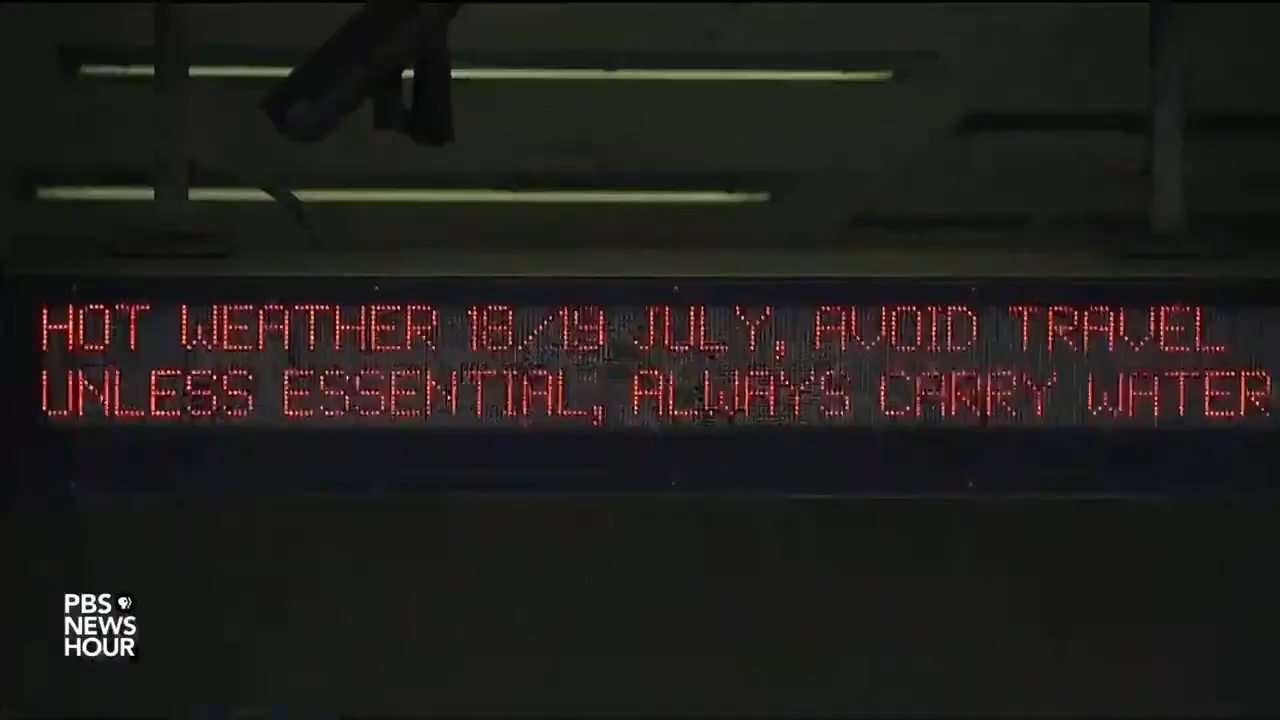 HOT WEATHER 18/19 JULY, AVOID TRAVEL
UNLESS ESSENTIAL, ALWAYS CARRY WATER
PBS
NEWS
HOUR